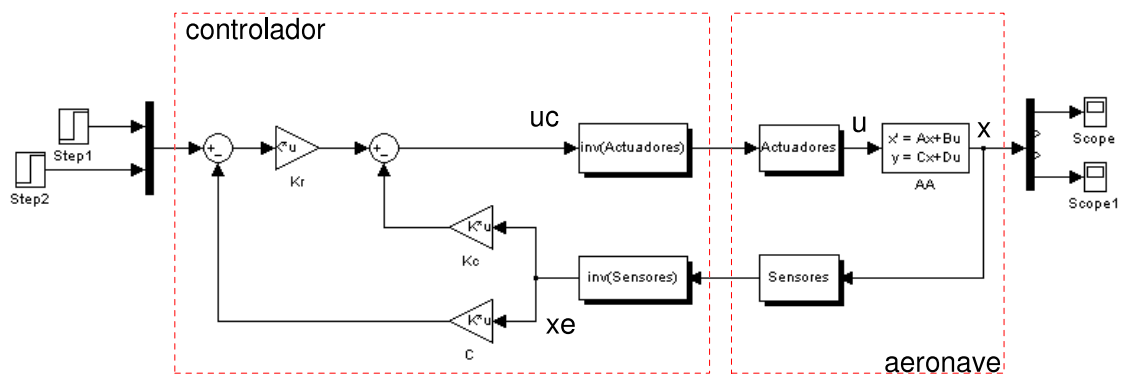 controlador
Step1
Step2
+
-
K*u
Kr
+
-
uc
inv(Actuadores)
Actuadores
u
x' = Ax+Bu
y = Cx+Du
AA
x
Scope
Scope1
K*u
Kc
inv(Sensores)
Sensores
K*u
C
xe
aeronave